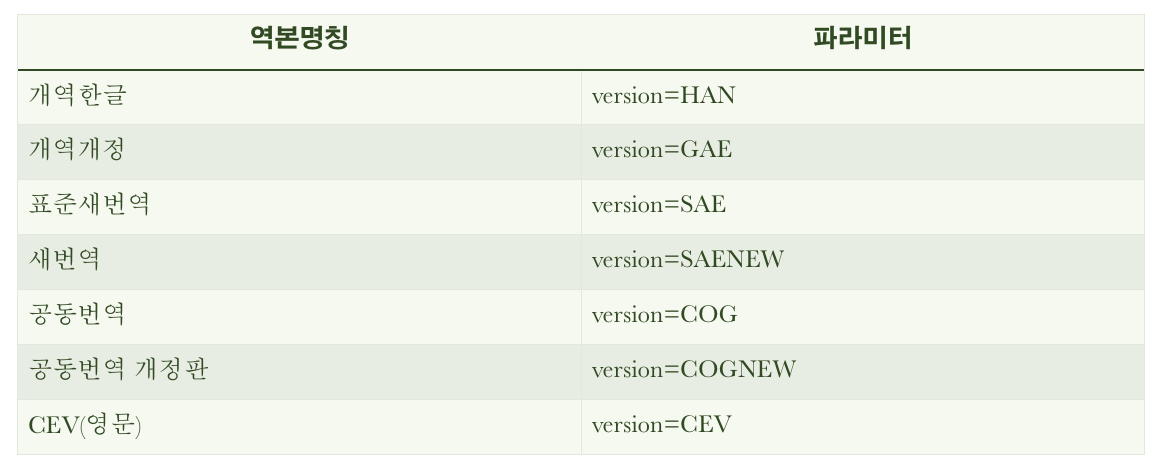 역본명칭 파라미터
개역한글 version=HAN
개역개정 version=GAE
표준새번역 version=SAE
새번역 version=SAENEW
공동번역 version=COG
공동번역 개정판 version=COGNEW
CEV(영문) version=CEV